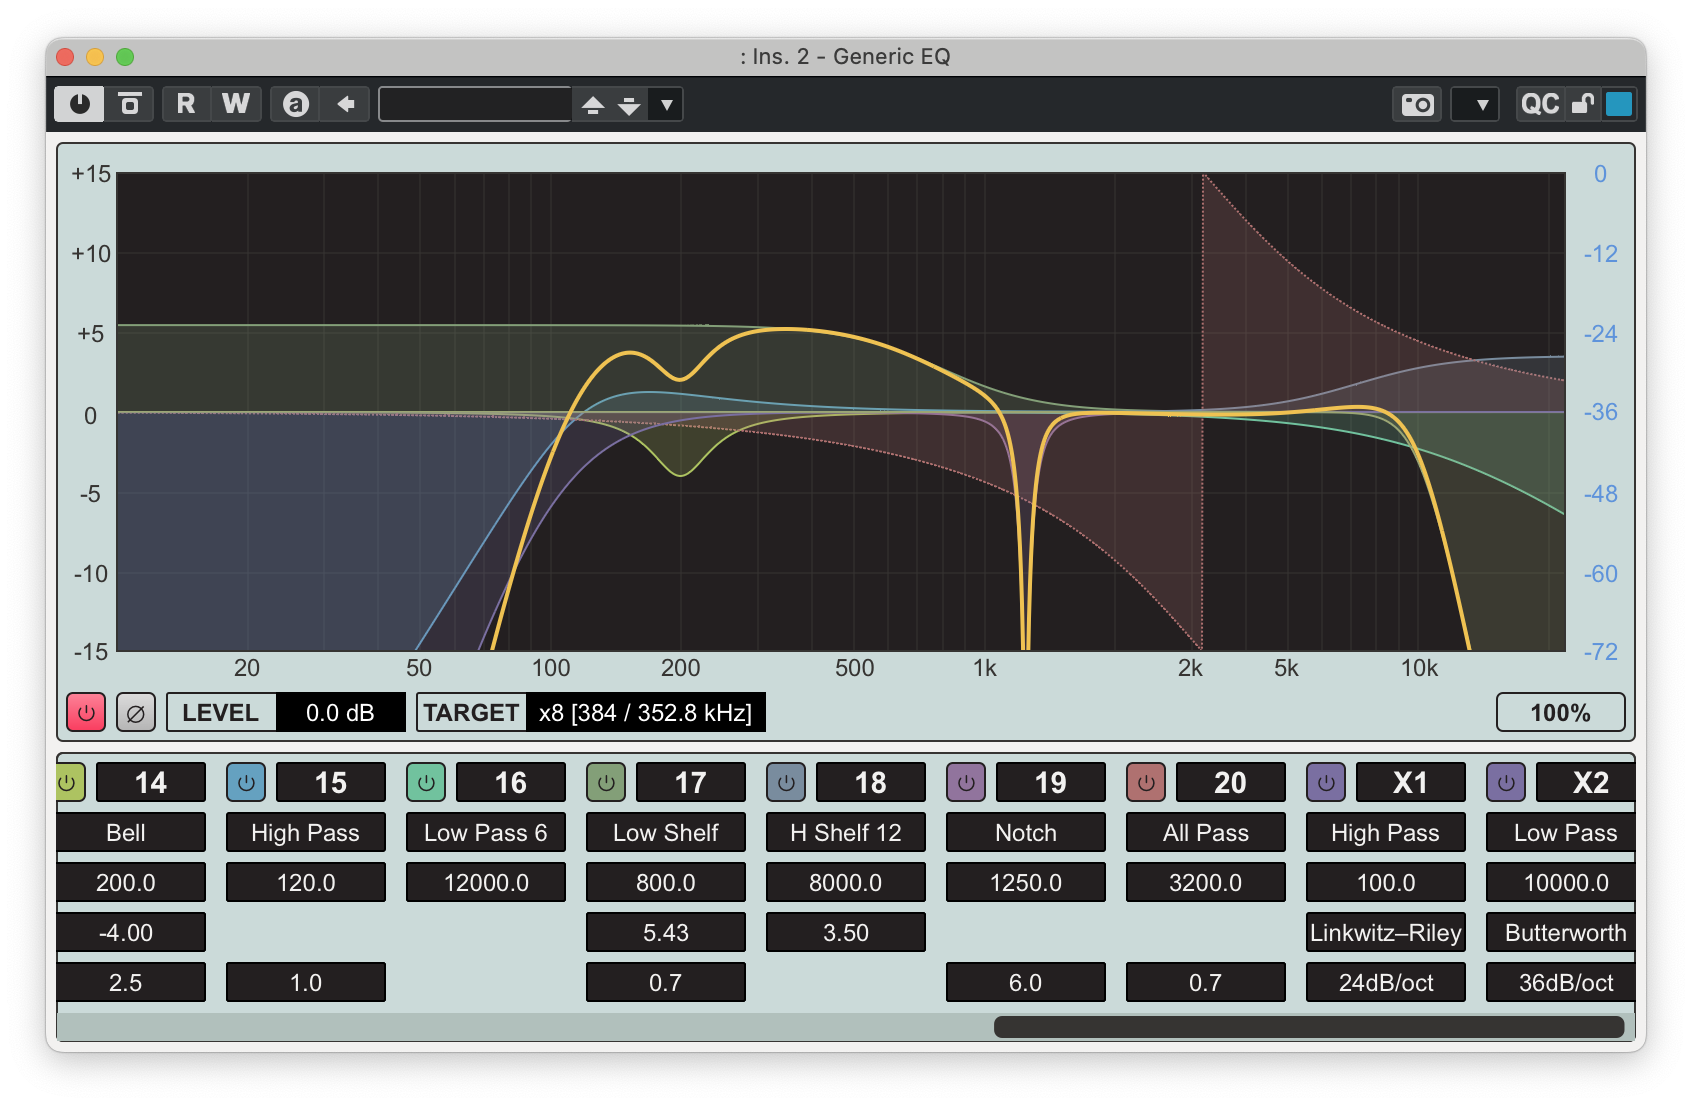 : Ins. 2 - Generic EQ
R W a QC
+15 0
+10 -12
+5 -24
0 -36
-5 -48
-10 -60
-15 -72
20 50 100 200 500 1k 2k 5k 10k
LEVEL 0.0 dB TARGET x8 [384 / 352.8 kHz] 100%
14 15 16 17 18 19 20 X1 X2
Bell High Pass Low Pass 6 Low Shelf H Shelf 12 Notch All Pass High Pass Low Pass
200.0 120.0 12000.0 800.0 8000.0 1250.0 3200.0 100.0 10000.0
-4.00 5.43 3.50 Linkwitz–Riley Butterworth
2.5 1.0 0.7 6.0 0.7 24dB/oct 36dB/oct